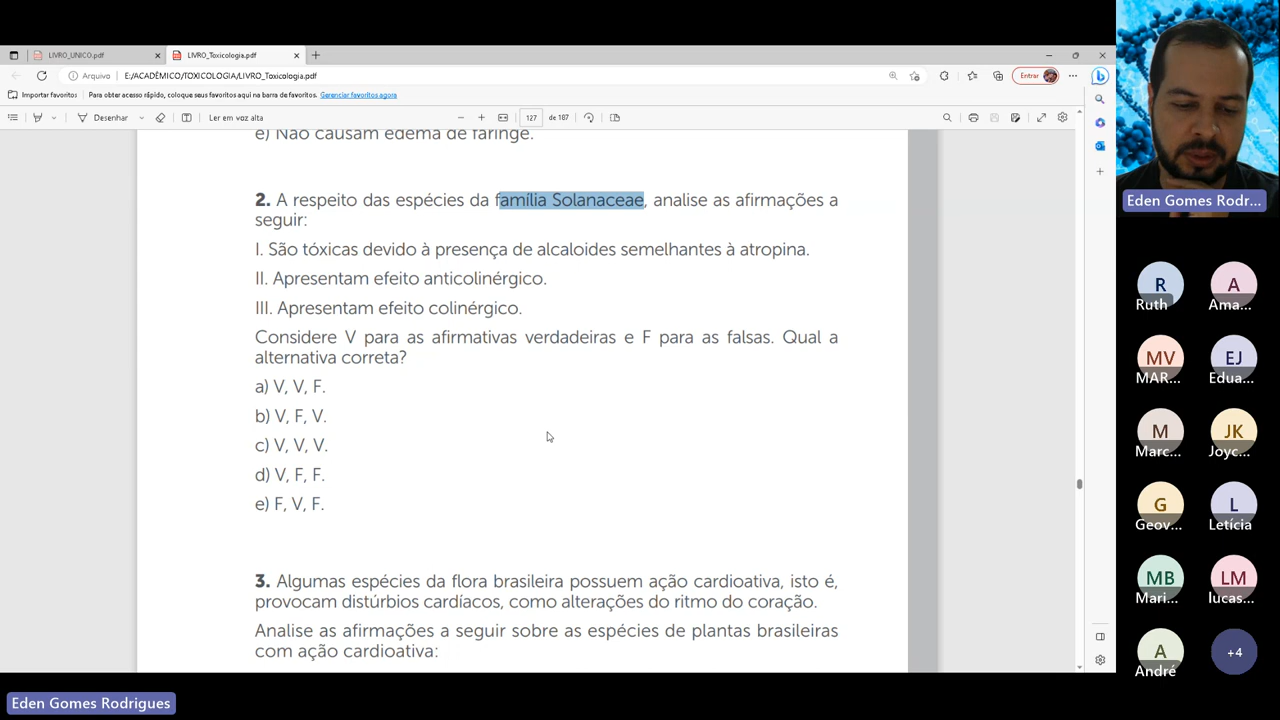 LIVRO_UNICO.pdf
LIVRO_Toxicologia.pdf
Arquivo
E:/ACADÊMICO/TOXICOLOGIA/LIVRO_Toxicologia.pdf
Entrar
Importar favoritos
Para obter acesso rápido, coloque seus favoritos aqui na barra de favoritos. Gerenciar favoritos agora
Desenhar
Ler em voz alta
127 de 187
e) Não causam edema de faringe.
2. A respeito das espécies da família Solanaceae, analise as afirmações a
seguir:
I. São tóxicas devido à presença de alcaloides semelhantes à atropina.
II. Apresentam efeito anticolinérgico.
III. Apresentam efeito colinérgico.
Considere V para as afirmativas verdadeiras e F para as falsas. Qual a
alternativa correta?
a) V, V, F.
b) V, F, V.
c) V, V, V.
d) V, F, F.
e) F, V, F.
3. Algumas espécies da flora brasileira possuem ação cardioativa, isto é,
provocam distúrbios cardíacos, como alterações do ritmo do coração.
Analise as afirmações a seguir sobre as espécies de plantas brasileiras
com ação cardioativa:
Eden Gomes Rodr...
R
Ruth
A
Ama...
MV
MAR...
EJ
Edua...
M
Marc...
JK
Joyc...
G
Geov...
L
Letícia
MB
Mari...
LM
lucas...
A
André
+4
Eden Gomes Rodrigues